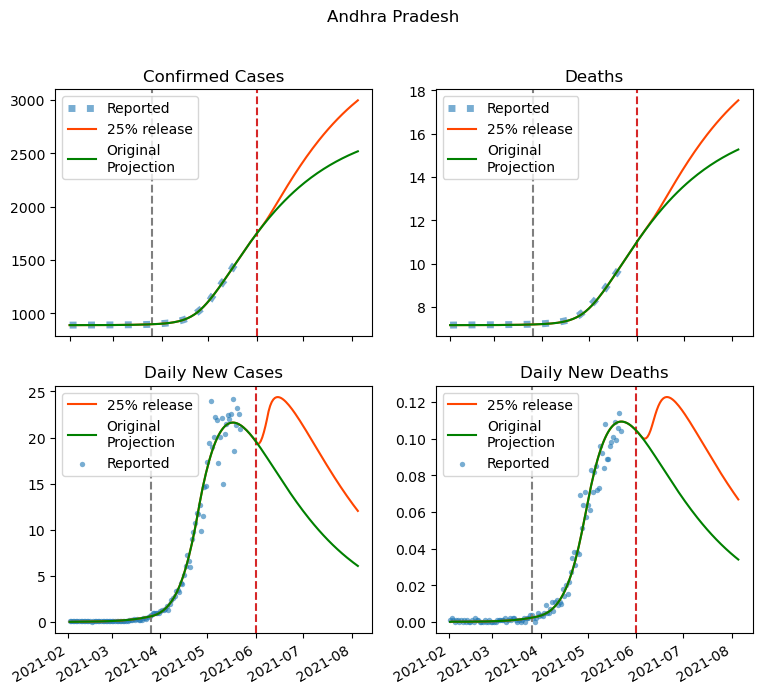 Andhra Pradesh
Confirmed Cases
3000
2500
2000
1500
1000
Reported
25% release
Original
Projection
Deaths
18
16
14
12
10
8
Reported
25% release
Original
Projection
Daily New Cases
25
20
15
10
5
0
25% release
Original
Projection
Reported
2021-02
2021-03
2021-04
2021-05
2021-06
2021-07
2021-08
Daily New Deaths
0.12
0.10
0.08
0.06
0.04
0.02
0.00
25% release
Original
Projection
Reported
2021-02
2021-03
2021-04
2021-05
2021-06
2021-07
2021-08